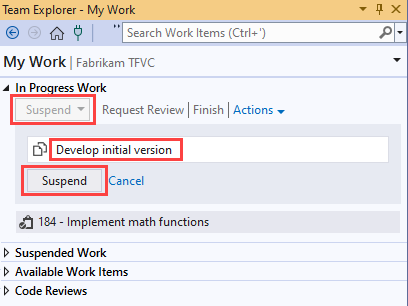 Team Explorer - My Work
Search Work Items (Ctrl+')
My Work | Fabrikam TFVC
In Progress Work
Suspend | Request Review | Finish | Actions
Develop initial version
Suspend Cancel
184 - Implement math functions
Suspended Work
Available Work Items
Code Reviews